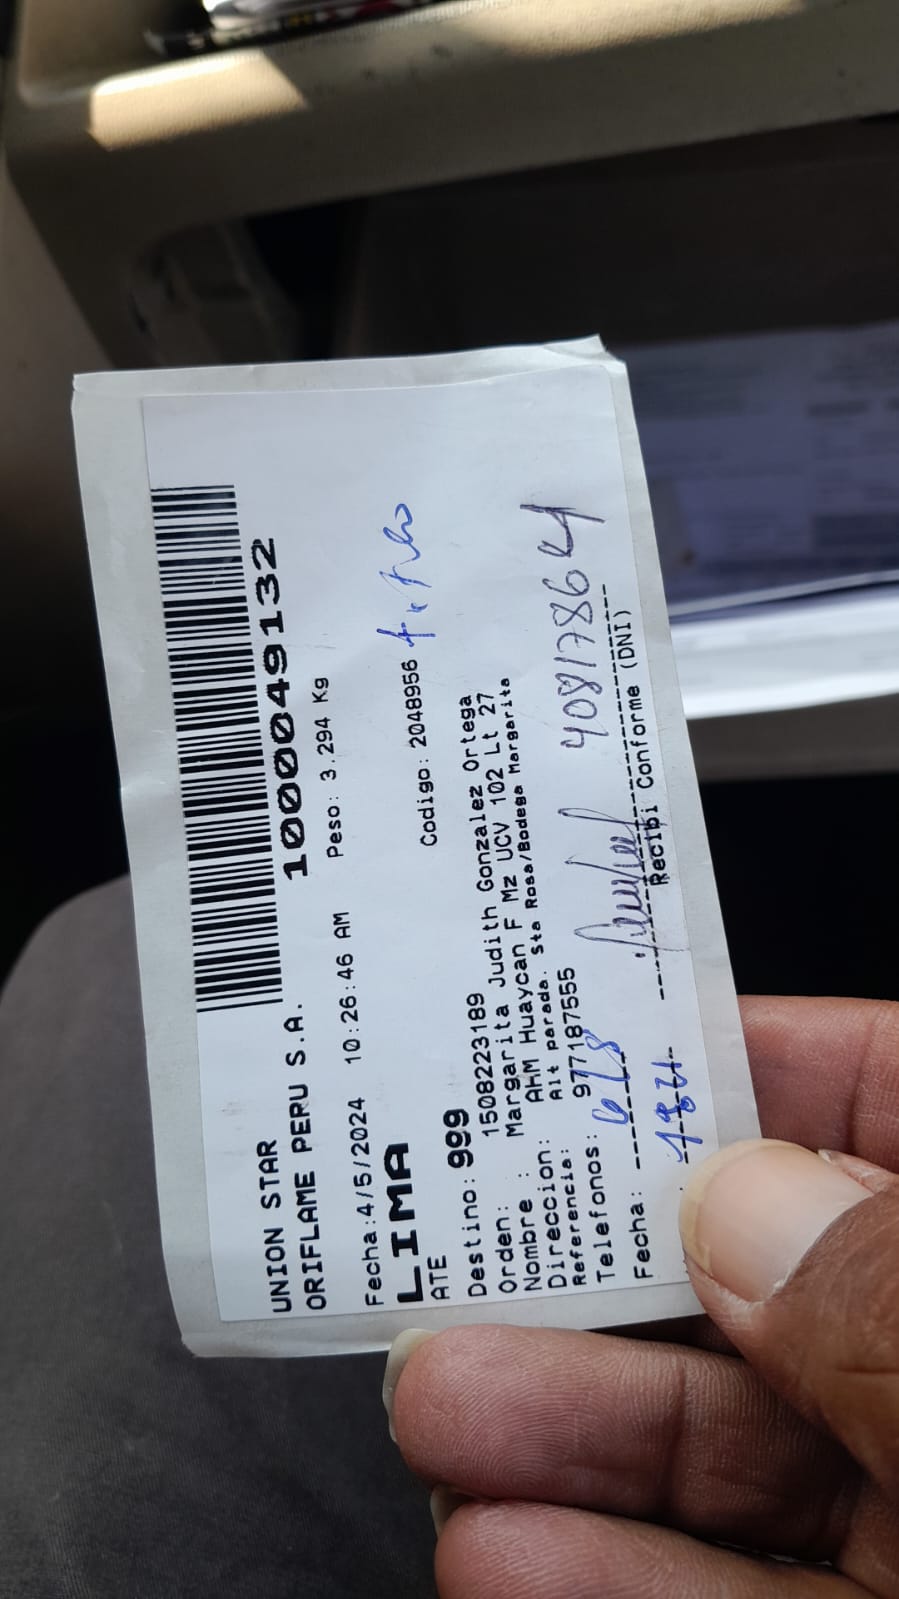 UNION STAR
ORIFLAME PERU S.A. 1000049132
Fecha:4/5/2024 10:26:46 AM Peso: 3.294 Kg
LIMA
ATE Codigo: 2048956
Destino: 999
Orden: 1508223189
Nombre : Margarita Judith Gonzalez Ortega
Direccion: AHM Huaycan F Mz UCV 102 Lt 27
Referencia: Alt parada. Sta Rosa/Bodega Margarita
Telefonos: 977187555
40817864
Fecha: Recibi Conforme (DNI)